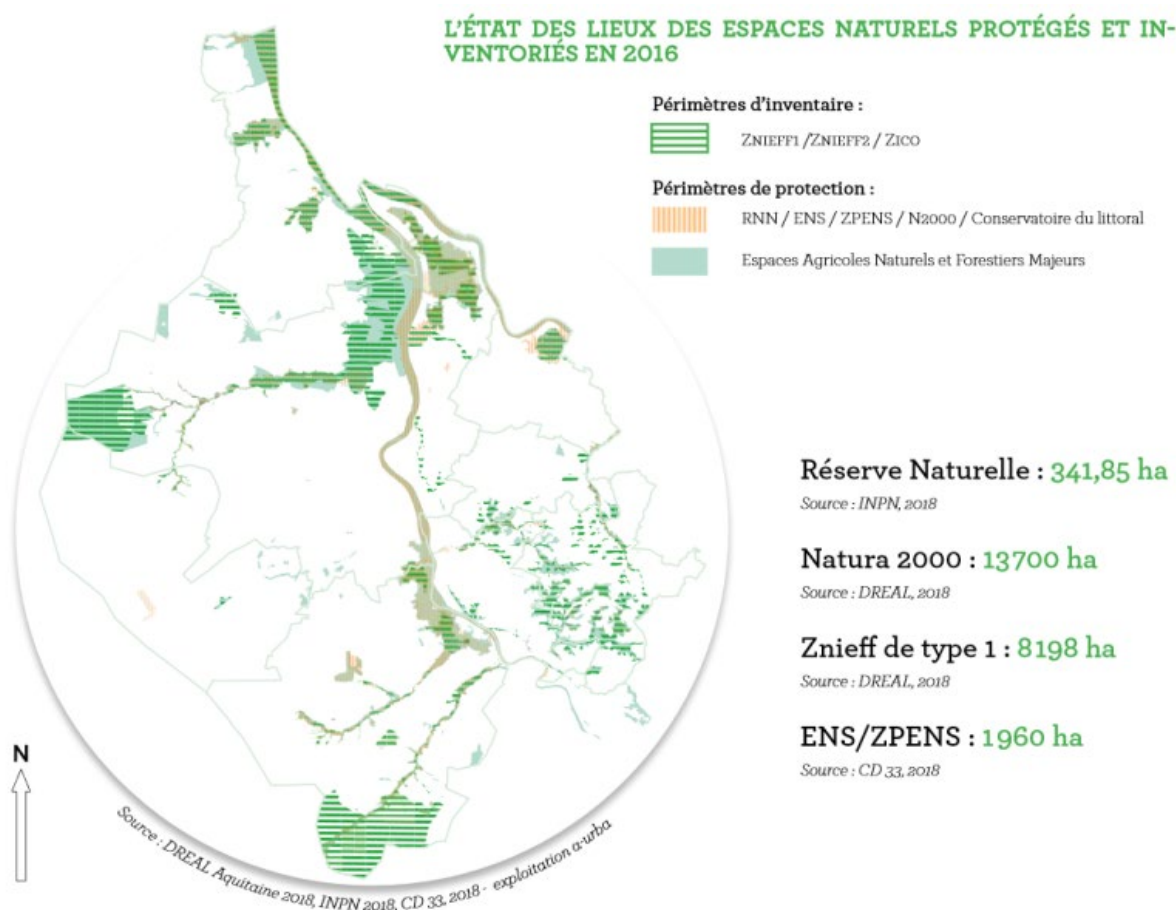 L'ÉTAT DES LIEUX DES ESPACES NATURELS PROTÉGÉS ET IN-
VENTORIÉS EN 2016
Périmètres d'inventaire :
ZNIEFF1 /ZNIEFF2 / ZICO
Périmètres de protection :
RNN / ENS / ZPENS / N2000 / Conservatoire du littoral
Espaces Agricoles Naturels et Forestiers Majeurs
Réserve Naturelle : 341,85 ha
Source : INPN, 2018
Natura 2000 : 13700 ha
Source : DREAL, 2018
Znieff de type 1 : 8198 ha
Source : DREAL, 2018
ENS/ZPENS : 1960 ha
Source : CD 33, 2018
N
Source : DREAL Aquitaine 2018, INPN 2018, CD 33, 2018 - exploitation a-urba